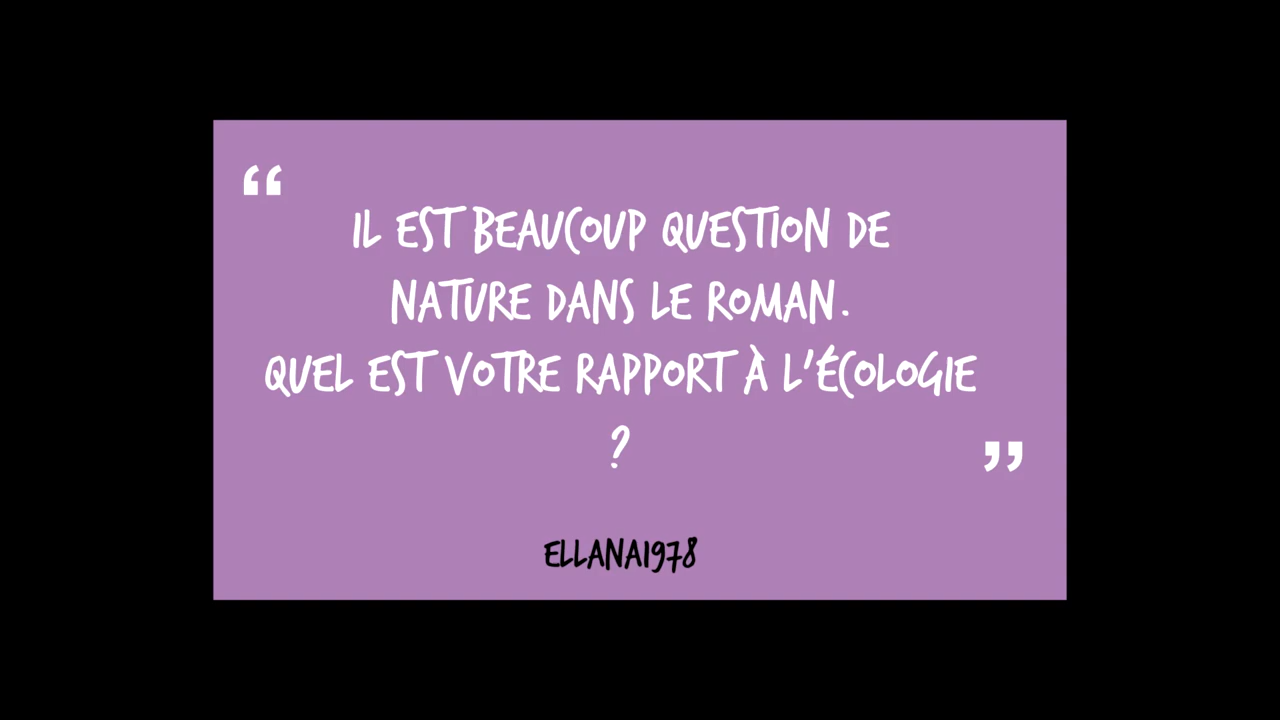 “
IL EST BEAUCOUP QUESTION DE
NATURE DANS LE ROMAN.
QUEL EST VOTRE RAPPORT À L'ÉCOLOGIE
?
”
ELLANA1978